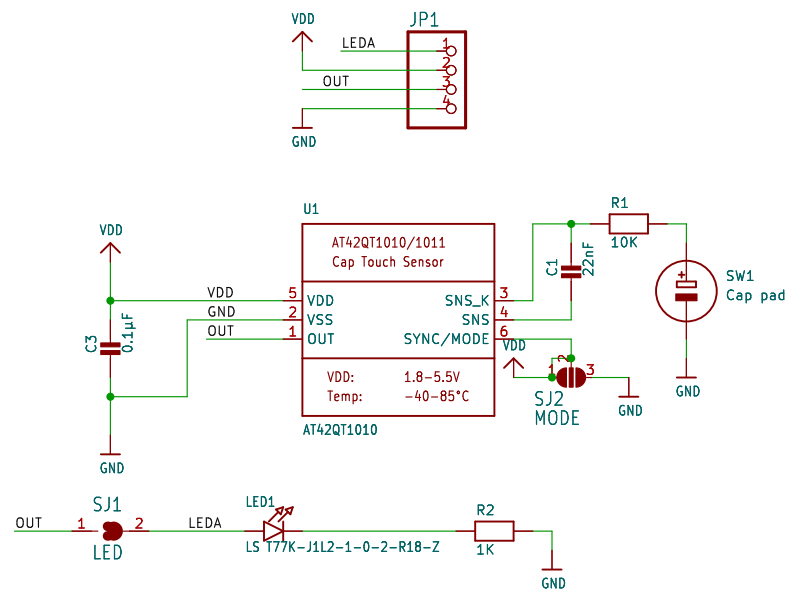 VDD
JP1
LEDA
1
2
OUT
3
4
GND
U1
AT42QT1010/1011
Cap Touch Sensor
VDD
VDD
5
VDD
GND
2
VSS
OUT
1
OUT
SNS_K
3
SNS
4
SYNC/MODE
6
C3
0.1µF
GND
VDD: 1.8-5.5V
Temp: -40-85°C
AT42QT1010
R1
10K
C1
22nF
+
SW1
Cap pad
GND
VDD
1
2
3
SJ2
MODE
GND
SJ1
OUT
1
2
LED
LEDA
LED1
LS T77K-J1L2-1-0-2-R18-Z
R2
1K
GND